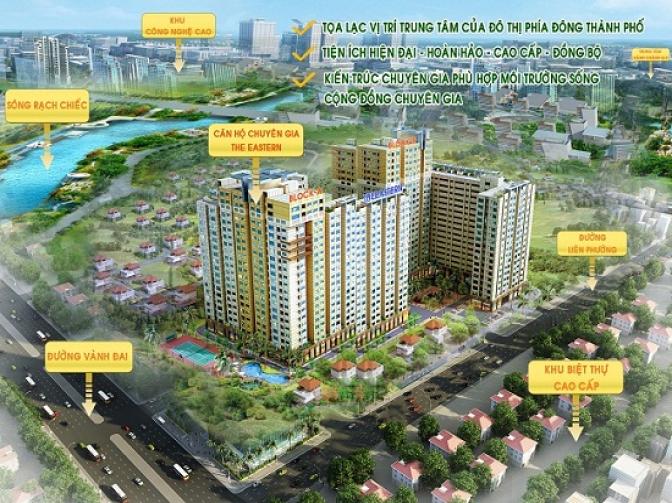 KHU
CÔNG NGHỆ CAO
TỌA LẠC VỊ TRÍ TRUNG TÂM CỦA ĐÔ THỊ PHÍA ĐÔNG THÀNH PHỐ
TIỆN ÍCH HIỆN ĐẠI - HOÀN HẢO - CAO CẤP - ĐỒNG BỘ
KIẾN TRÚC CHUYÊN GIA PHÙ HỢP MÔI TRƯỜNG SỐNG
CỘNG ĐỒNG CHUYÊN GIA
SÔNG RẠCH CHIẾC
CĂN HỘ CHUYÊN GIA
THE EASTERN
BLOCK-A
THE EASTERN
ĐƯỜNG
LIÊN PHƯỜNG
ĐƯỜNG VÀNH ĐAI
KHU BIỆT THỰ
CAO CẤP